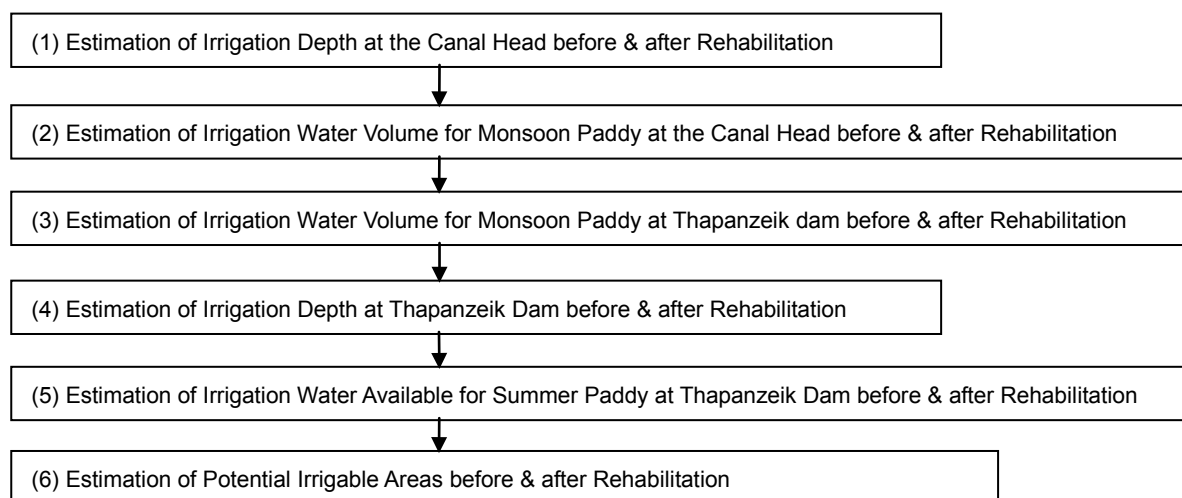 (1) Estimation of Irrigation Depth at the Canal Head before & after Rehabilitation
(2) Estimation of Irrigation Water Volume for Monsoon Paddy at the Canal Head before & after Rehabilitation
(3) Estimation of Irrigation Water Volume for Monsoon Paddy at Thapanzeik dam before & after Rehabilitation
(4) Estimation of Irrigation Depth at Thapanzeik Dam before & after Rehabilitation
(5) Estimation of Irrigation Water Available for Summer Paddy at Thapanzeik Dam before & after Rehabilitation
(6) Estimation of Potential Irrigable Areas before & after Rehabilitation